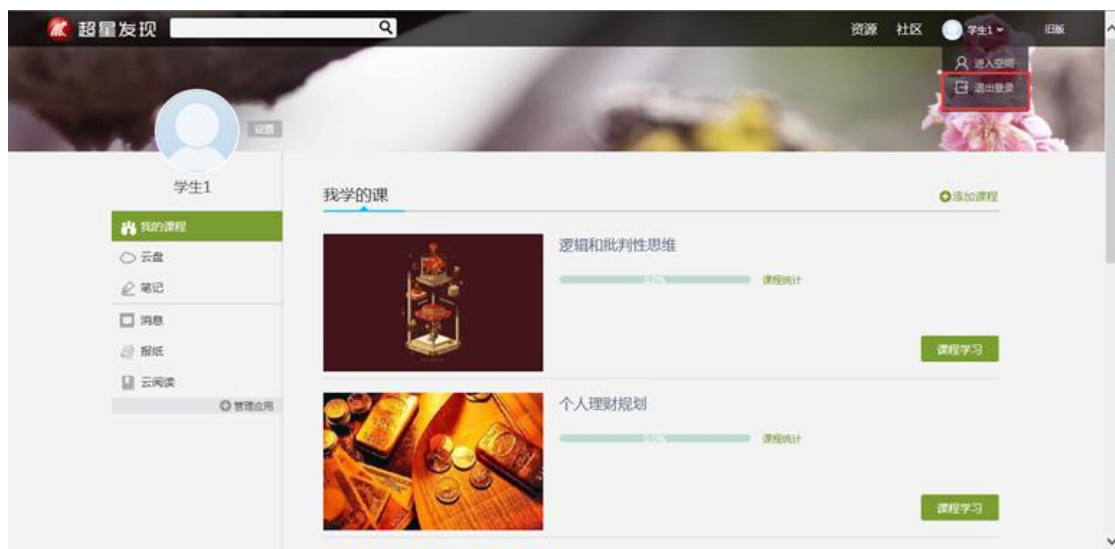 超星发现
资源 社区 学生1 旧版
进入空间
退出登录
设置
学生1
我学的课
添加课程
我的课程
云盘
笔记
消息
报纸
云阅读
管理应用
逻辑和批判性思维
0.0% 课程统计
课程学习
个人理财规划
0.0% 课程统计
课程学习